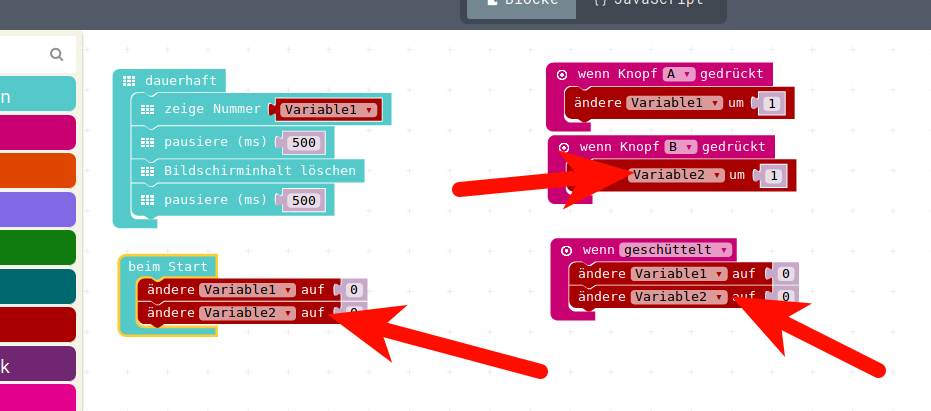 Blöcke {} JavaScript
n
k
dauerhaft
zeige Nummer Variable1
pausiere (ms) 500
Bildschirminhalt löschen
pausiere (ms) 500
beim Start
ändere Variable1 auf 0
ändere Variable2 auf 0
wenn Knopf A gedrückt
ändere Variable1 um 1
wenn Knopf B gedrückt
Variable2 um 1
wenn geschüttelt
ändere Variable1 auf 0
ändere Variable2 auf 0